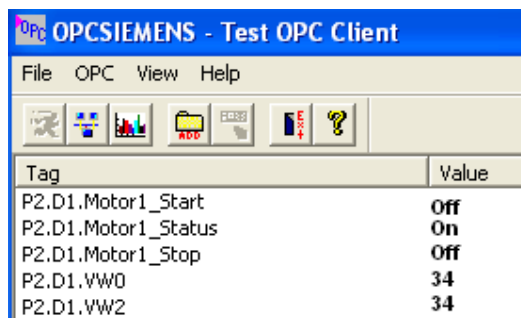 OPC OPCSIEMENS - Test OPC Client
File OPC View Help
ADD Exit ?
Tag Value
P2.D1.Motor1_Start Off
P2.D1.Motor1_Status On
P2.D1.Motor1_Stop Off
P2.D1.VW0 34
P2.D1.VW2 34